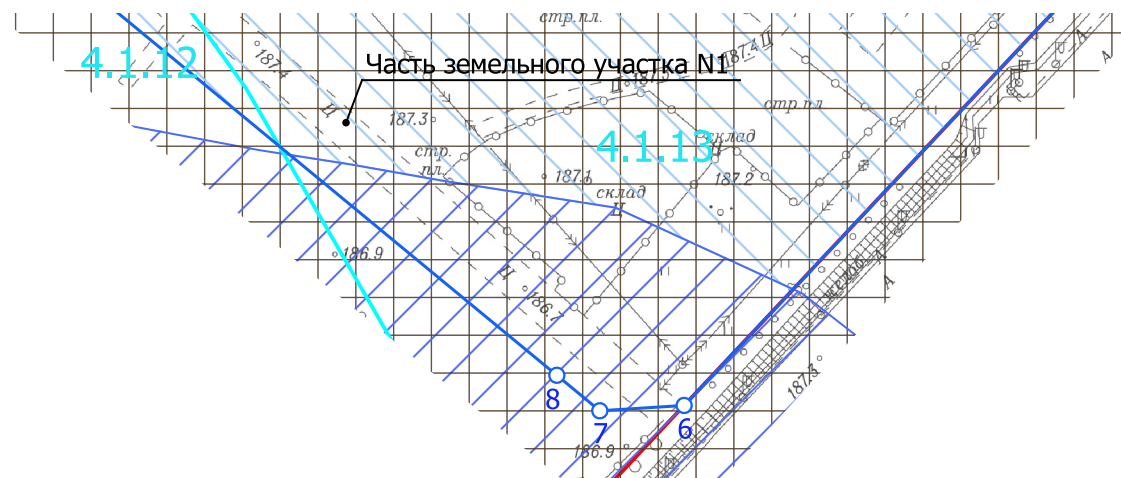 стр.пл.
4.1.12
187.4
Часть земельного участка N1
187.4
Ц
Ц
стр.пл.
Ц
187.3
4.1.13
склад
стр.
пл.
187.1
187.2
склад
Ц
186.9
Ц
186.7
А
А
А
А
187.3
8
7
6
186.9